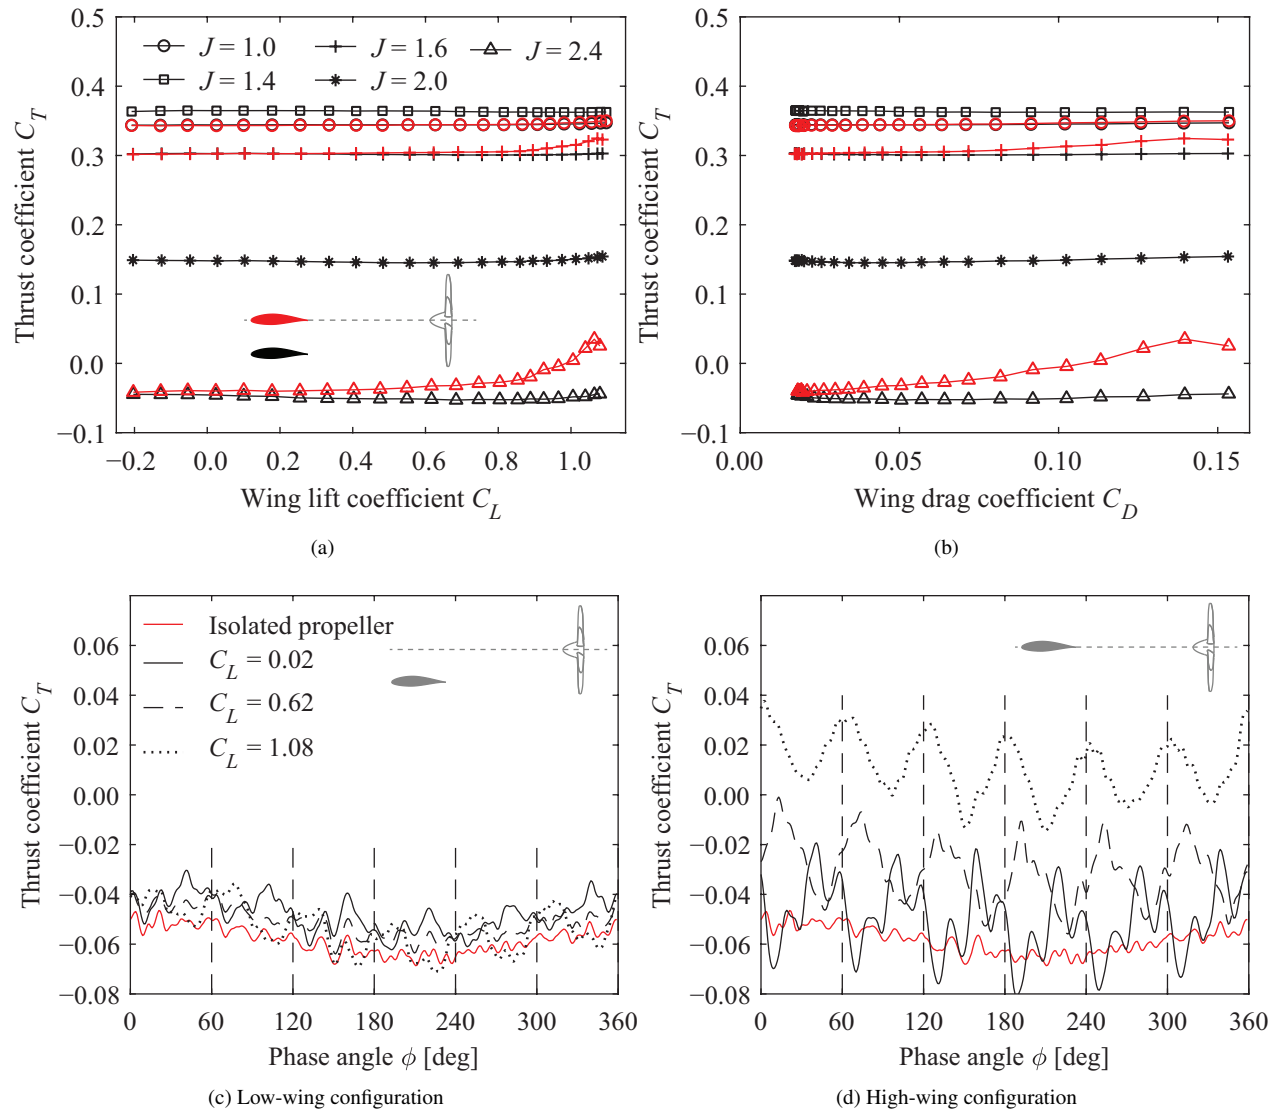 0.5
0.4
0.3
0.2
0.1
0.0
−0.1
Thrust coefficient C_T
J = 1.0
J = 1.6
J = 2.4
J = 1.4
J = 2.0
−0.2 0.0 0.2 0.4 0.6 0.8 1.0
Wing lift coefficient C_L
(a)
0.5
0.4
0.3
0.2
0.1
0.0
−0.1
Thrust coefficient C_T
0.00 0.05 0.10 0.15
Wing drag coefficient C_D
(b)
0.06
0.04
0.02
0.00
−0.02
−0.04
−0.06
−0.08
Thrust coefficient C_T
Isolated propeller
C_L = 0.02
C_L = 0.62
C_L = 1.08
0 60 120 180 240 300 360
Phase angle ϕ [deg]
(c) Low-wing configuration
0.06
0.04
0.02
0.00
−0.02
−0.04
−0.06
−0.08
Thrust coefficient C_T
0 60 120 180 240 300 360
Phase angle ϕ [deg]
(d) High-wing configuration